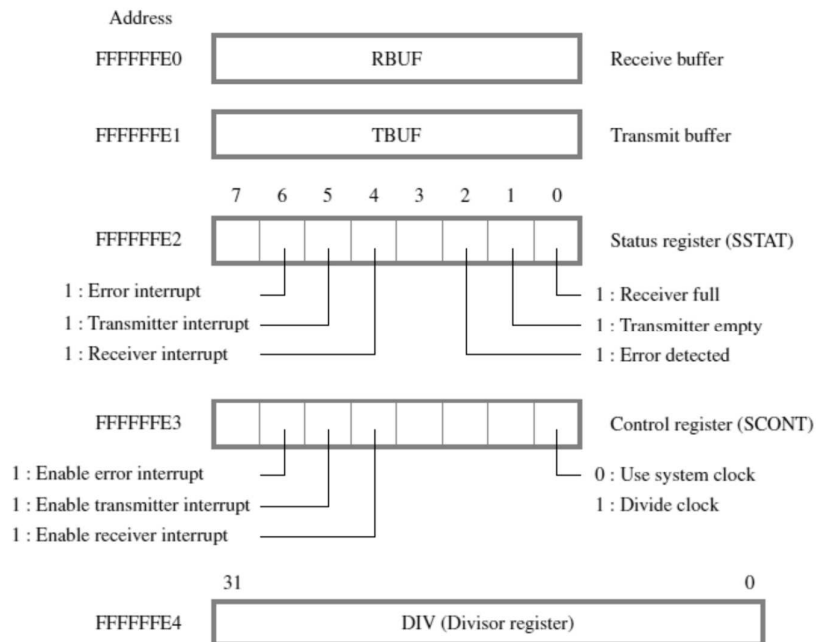 Address
FFFFFFE0 RBUF Receive buffer
FFFFFFE1 TBUF Transmit buffer
7 6 5 4 3 2 1 0
FFFFFFE2 Status register (SSTAT)
1 : Error interrupt 1 : Receiver full
1 : Transmitter interrupt 1 : Transmitter empty
1 : Receiver interrupt 1 : Error detected
FFFFFFE3 Control register (SCONT)
1 : Enable error interrupt 0 : Use system clock
1 : Enable transmitter interrupt 1 : Divide clock
1 : Enable receiver interrupt
31 0
FFFFFFE4 DIV (Divisor register)